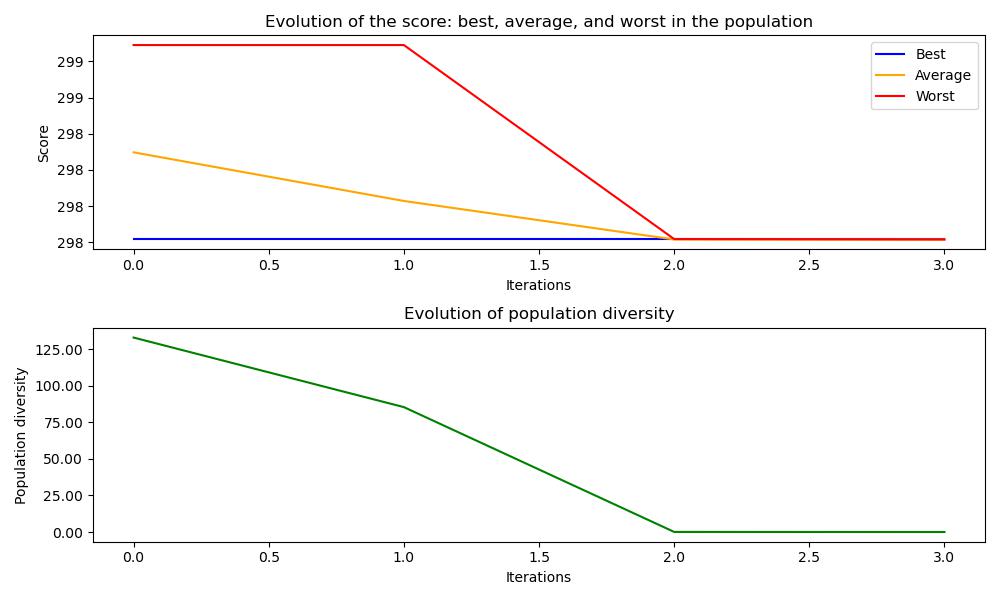 Evolution of the score: best, average, and worst in the population
299
299
298
298
298
298
Score
Best
Average
Worst
0.0 0.5 1.0 1.5 2.0 2.5 3.0
Iterations
Evolution of population diversity
125.00
100.00
75.00
50.00
25.00
0.00
Population diversity
0.0 0.5 1.0 1.5 2.0 2.5 3.0
Iterations